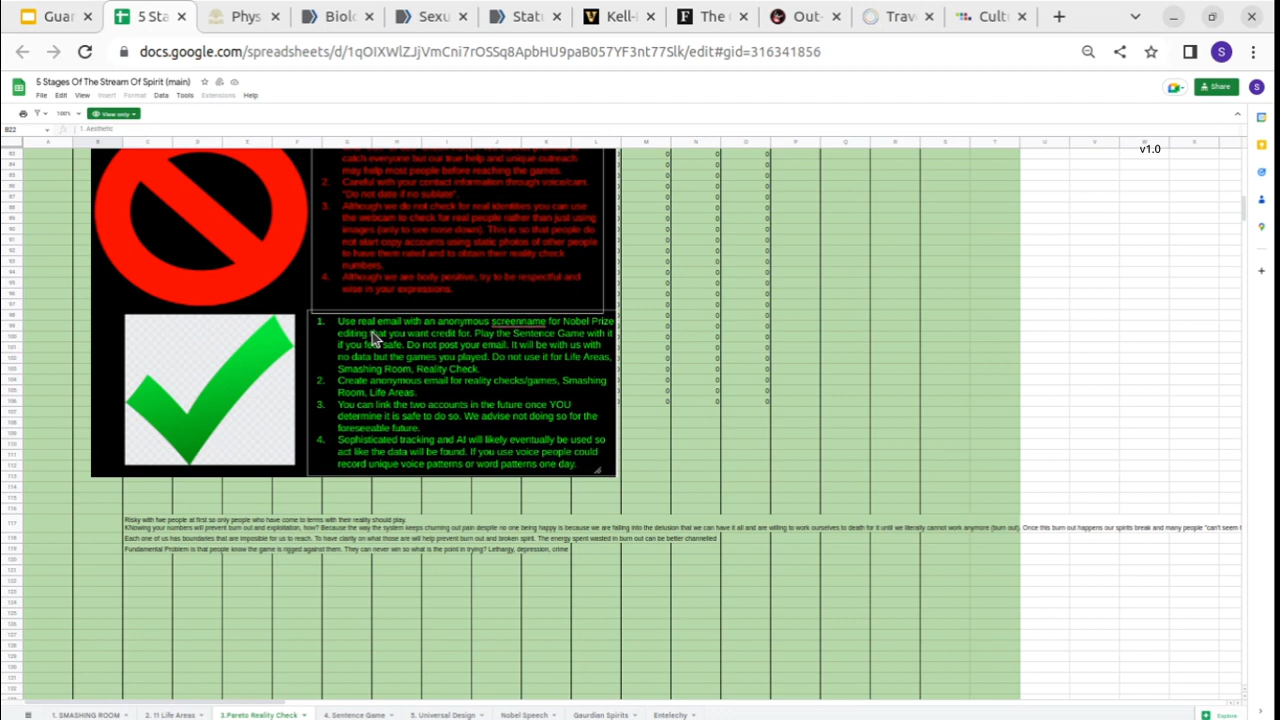 Guar
5 Sta
Phys
Biolo
Sexu
Statu
Kell-I
The (
Out-
Trav
Cult
docs.google.com/spreadsheets/d/1qOIXWlZJjVmCni7rOSSq8ApbHU9paB057YF3nt77Slk/edit#gid=316341856
S
5 Stages Of The Stream Of Spirit (main)
File Edit View Insert Format Data Tools Extensions Help
Share
S
100%
View only
B22
1. Aesthetic
v1.0
catch everyone but our true help and unique outreach
may help most people before reaching the games.
2. Careful with your contact information through voice/cam.
"Do not date if no sublate".
3. Although we do not check for real identities you can use
the webcam to check for real people rather than just using
images (only to see nose down). This is so that people do
not start copy accounts using static photos of other people
to have them rated and to obtain their reality check
numbers.
4. Although we are body positive, try to be respectful and
wise in your expressions.
1. Use real email with an anonymous screenname for Nobel Prize
editing that you want credit for. Play the Sentence Game with it
if you feel safe. Do not post your email. It will be with us with
no data but the games you played. Do not use it for Life Areas,
Smashing Room, Reality Check.
2. Create anonymous email for reality checks/games, Smashing
Room, Life Areas.
3. You can link the two accounts in the future once YOU
determine it is safe to do so. We advise not doing so for the
foreseeable future.
4. Sophisticated tracking and AI will likely eventually be used so
act like the data will be found. If you use voice people could
record unique voice patterns or word patterns one day.
Risky with few people at first so only people who have come to terms with their reality should play.
KNowing your numbers will prevent burn out and exploitation, how? Because the way the system keeps churning out pain despite no one being happy is because we are falling into the delusion that we can have it all and are willing to work ourselves to death for it until we literally cannot work anymore (burn out). Once this burn out happens our spirits break and many people "can't seem t
Each one of us has boundaries that are impossible for us to reach. To have clarity on what those are will help prevent burn out and broken spirit. The energy spent wasted in burn out can be better channelled
Fundamental Problem is that people know the game is rigged against them. They can never win so what is the point in trying? Lethargy, depression, crime
1. SMASHING ROOM
2. 11 Life Areas
3.Pareto Reality Check
4. Sentence Game
5. Universal Design
Nobel Speech
Gaurdian Spirits
Entelechy
Explore